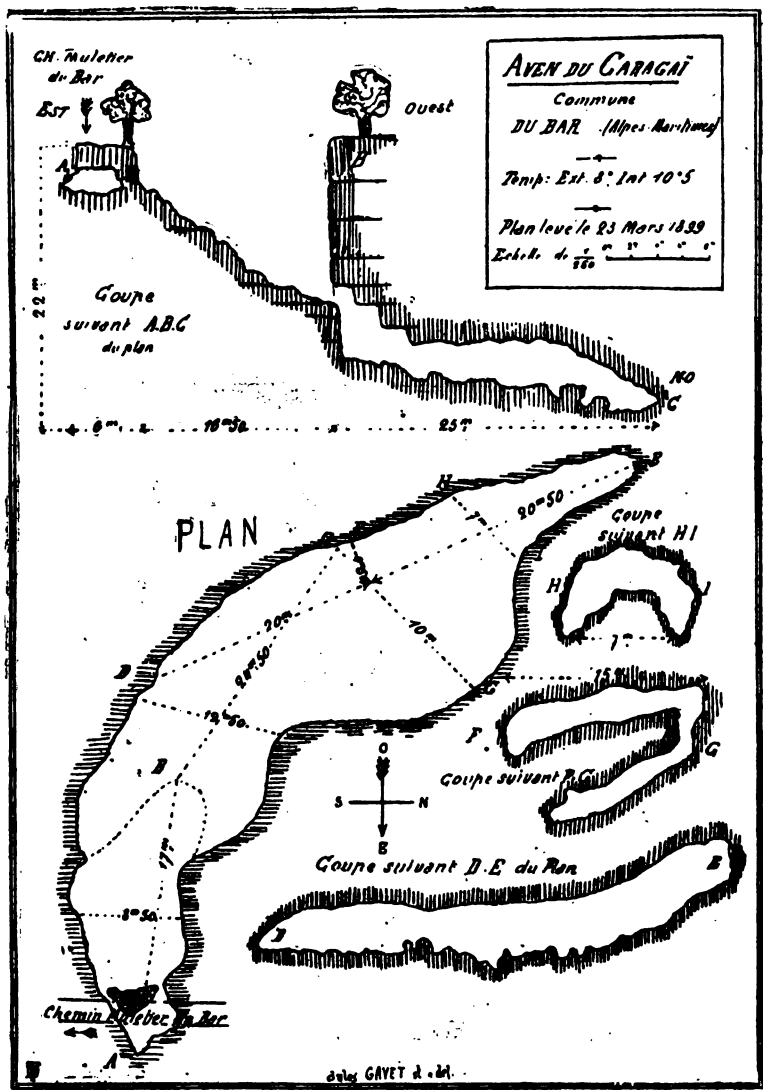 CH. Muletier
du Bar
EST
Ouest
A
AVEN DU CARAGAÏ
Commune
DU BAR (Alpes-Maritimes)
Temp: Ext. 8° Int 10°5
Plan levé le 23 Mars 1899
Echelle de 1/250
22m
Coupe
suivant A.B.C
du plan
NO
C
6m 16m50 25m
PLAN
H
E
7m
20m50
Coupe
suivant H I
H
I
7m
20m
24m50
10m
D
12m50
15m
F
G
Coupe suivant F.G
B
O
S N
E
17m
Coupe suivant D.E du Plan
E
D
8m50
Chemin Muletier du Bar
A
Jules GAVET d. del.